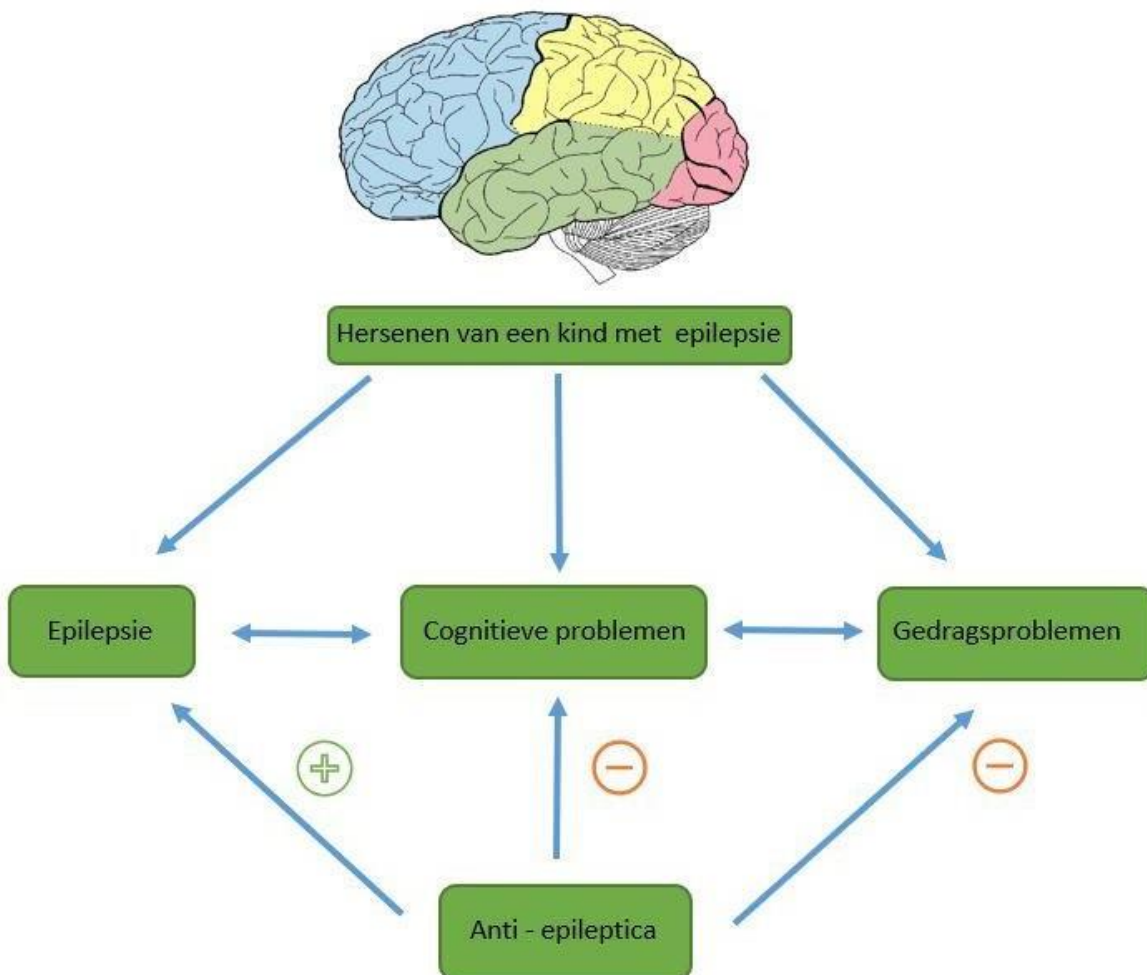 Hersenen van een kind met epilepsie
Epilepsie
Cognitieve problemen
Gedragsproblemen
Anti - epileptica